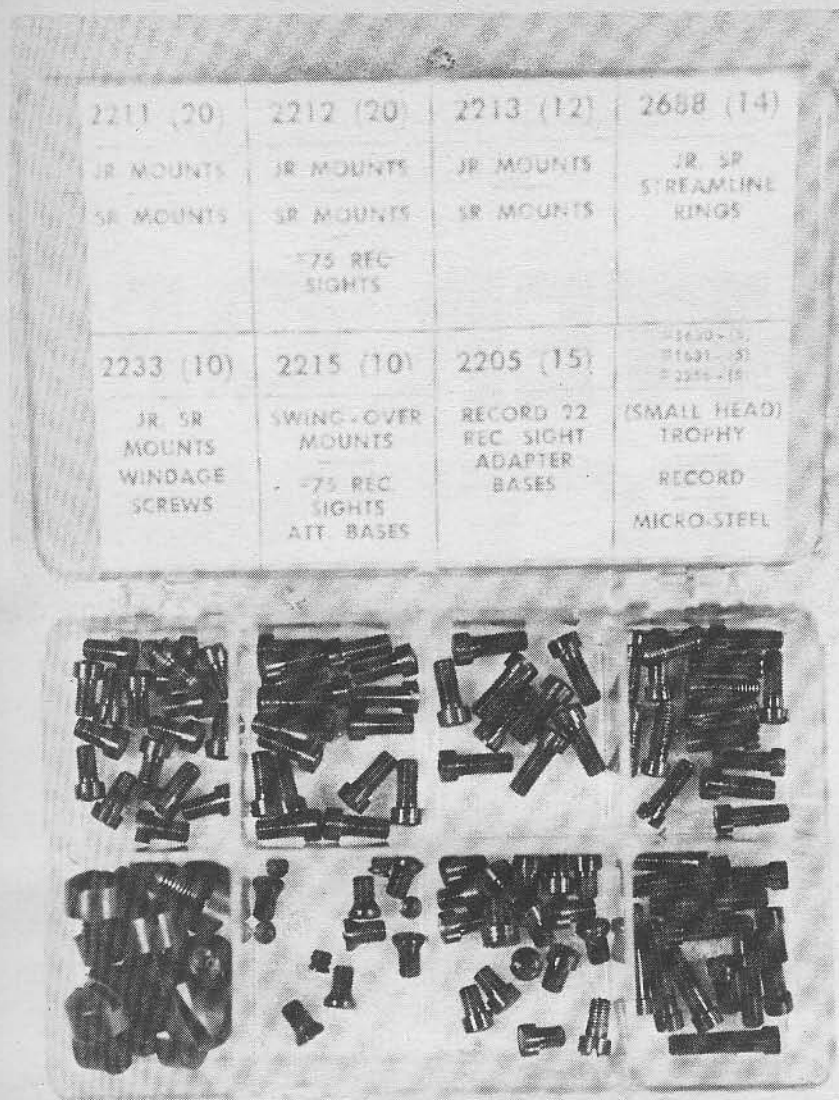 2211 (20)
JR MOUNTS
SR MOUNTS
2212 (20)
JR MOUNTS
SR MOUNTS
#75 REC
SIGHTS
2213 (12)
JR MOUNTS
SR MOUNTS
2688 (14)
JR. SR
STREAMLINE
RINGS
2233 (10)
JR. SR
MOUNTS
WINDAGE
SCREWS
2215 (10)
SWING-OVER
MOUNTS
#75 REC
SIGHTS
ATT BASES
2205 (15)
RECORD 22
REC SIGHT
ADAPTER
BASES
#1631 - (5)
(SMALL HEAD)
TROPHY
RECORD
MICRO-STEEL